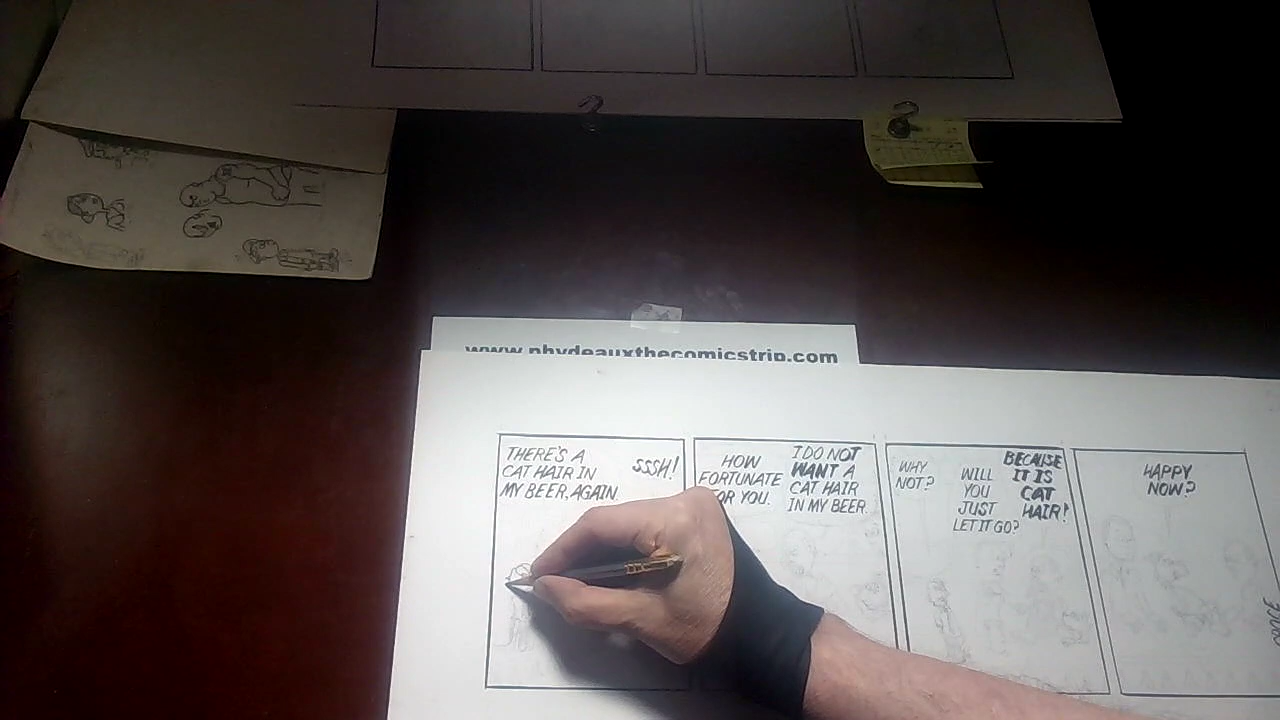 www.phydeauxthecomicstrip.com
THERE'S A
CAT HAIR IN
MY BEER, AGAIN.
SSSH!
HOW
FORTUNATE
FOR YOU.
I DO NOT
WANT A
CAT HAIR
IN MY BEER.
WHY
NOT?
WILL
YOU
JUST
LET IT GO?
BECAUSE
IT IS
CAT
HAIR!
HAPPY
NOW?